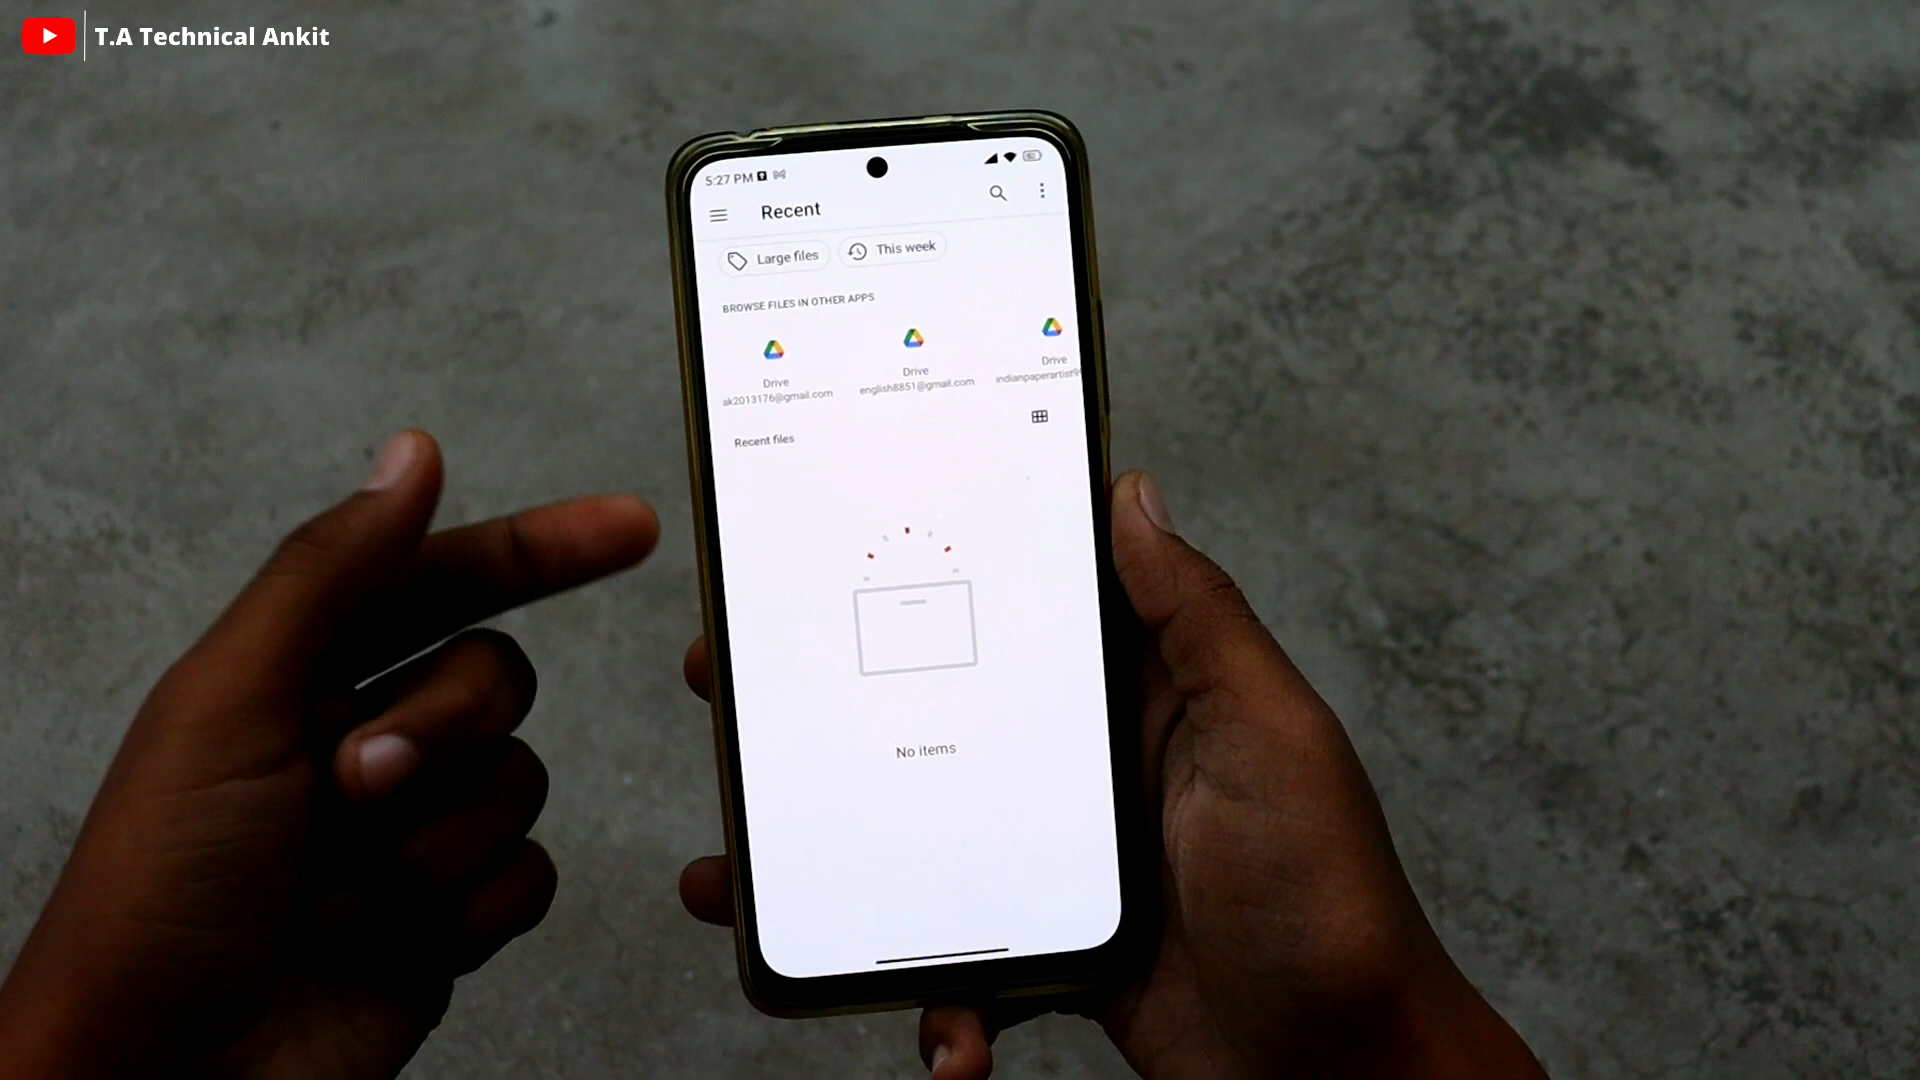 T.A Technical Ankit
5:27 PM
Recent
Large files
This week
BROWSE FILES IN OTHER APPS
Drive
ak2013176@gmail.com
Drive
english8851@gmail.com
Drive
indianpaperartist9
Recent files
No items